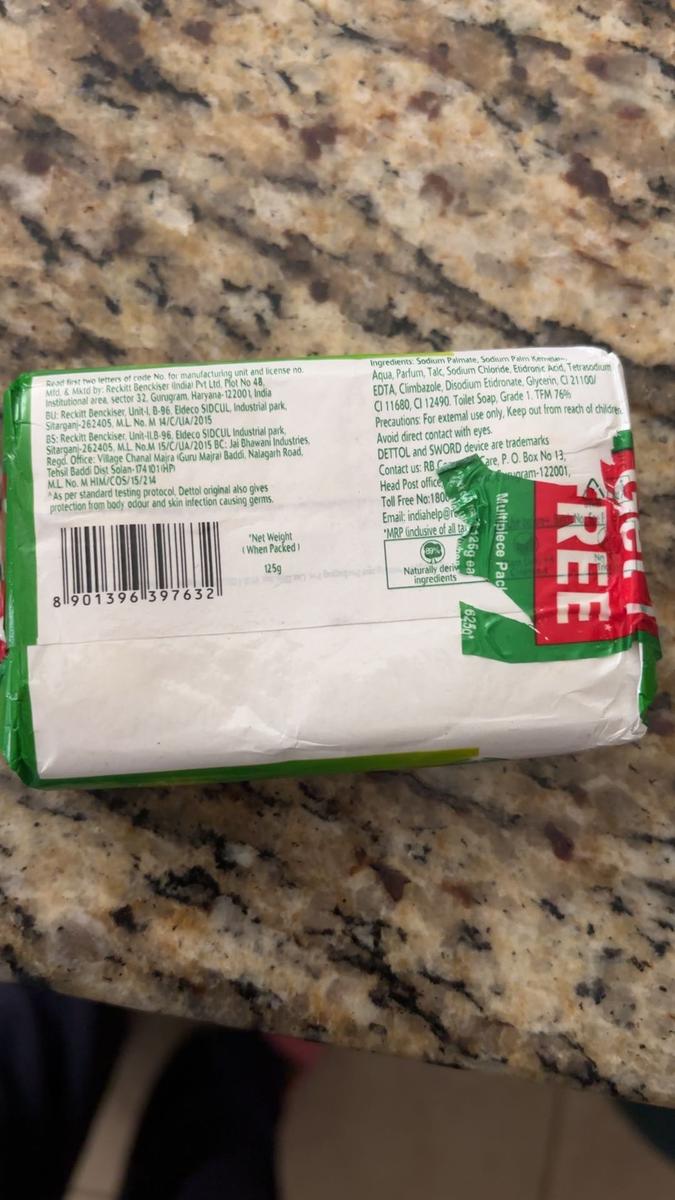 Read first two letters of code No. for manufacturing unit and license no.
Mfd. & Mktd by: Reckitt Benckiser (India) Pvt Ltd. Plot No 48,
Institutional area, sector 32, Gurugram, Haryana-122001, India
BU: Reckitt Benckiser, Unit-I, B-96, Eldeco SIDCUL Industrial park,
Sitarganj-262405, M.L. No. M 14/C/UA/2015
BS: Reckitt Benckiser, Unit-II,B-96, Eldeco SIDCUL Industrial park,
Sitarganj-262405, M.L. No.M 15/C/UA/2015 BC: Jai Bhawani Industries,
Regd. Office: Village Chanal Majra (Guru Majra) Baddi, Nalagarh Road,
Tehsil Baddi Dist Solan-174101(HP)
M.L. No. M HIM/COS/15/214
^As per standard testing protocol. Dettol original also gives
protection from body odour and skin infection causing germs.
8 901396 397632
*Net Weight
(When Packed)
125g
Ingredients: Sodium Palmate, Sodium Palm
Aqua, Parfum, Talc, Sodium Chloride, Etidronic Acid, Tetrasodium
EDTA, Climbazole, Disodium Etidronate, Glycerin, CI 21100/
CI 11680, CI 12490. Toilet Soap, Grade 1. TFM 76%
Precautions: For external use only, Keep out from reach of children.
Avoid direct contact with eyes.
DETTOL and SWORD device are trademarks
Contact us: RB C are, P. O. Box No 13,
Head Post office rugram-122001,
Toll Free No:180
Email: indiahelp@r
*MRP (inclusive of all ta
89%
Naturally deriv
ingredients
Multipiece Pac
625g
REE